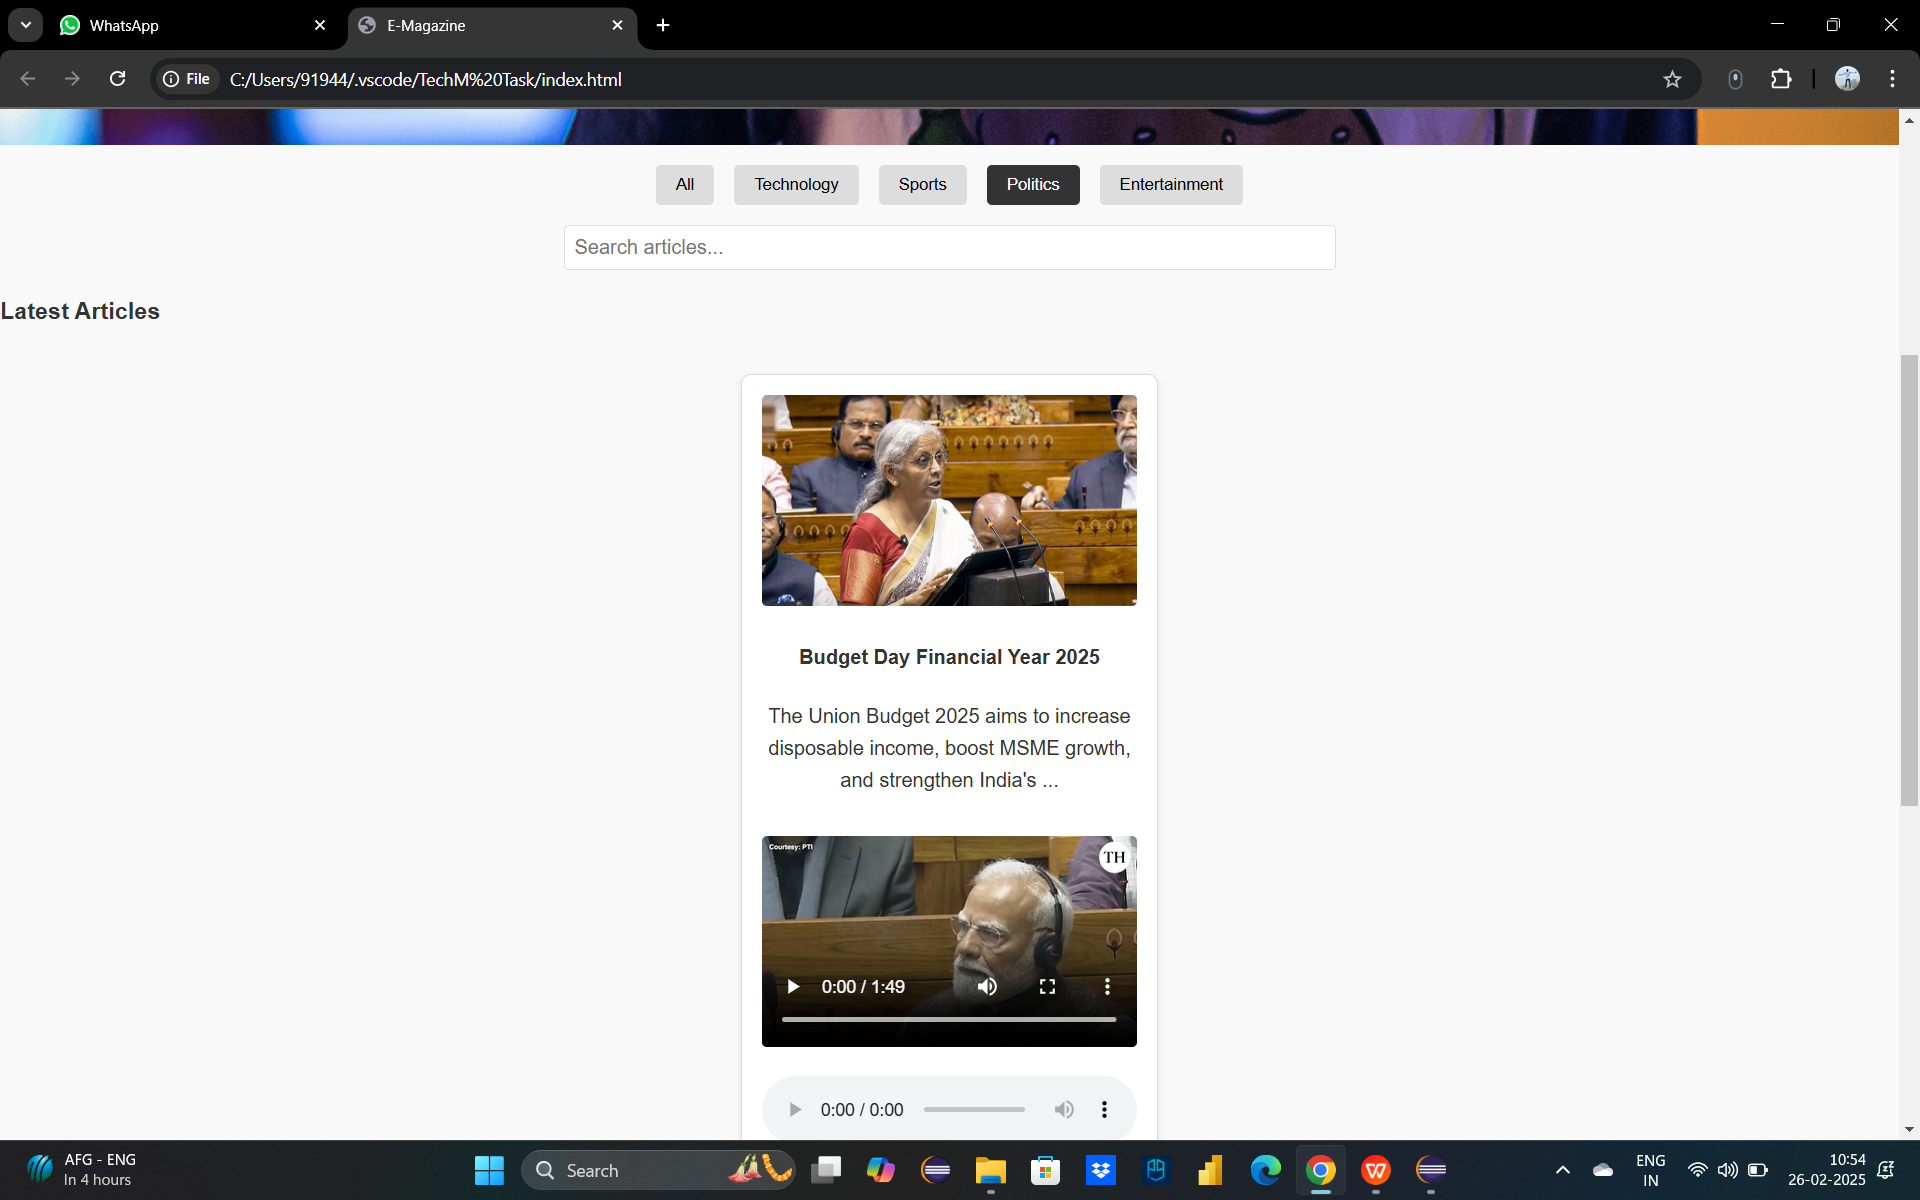 WhatsApp
E-Magazine
File
C:/Users/91944/.vscode/TechM%20Task/index.html
All
Technology
Sports
Politics
Entertainment
Search articles...
Latest Articles
Budget Day Financial Year 2025
The Union Budget 2025 aims to increase
disposable income, boost MSME growth,
and strengthen India's ...
Courtesy: PTI
TH
0:00 / 1:49
0:00 / 0:00
AFG - ENG
In 4 hours
Search
ENG
IN
10:54
26-02-2025